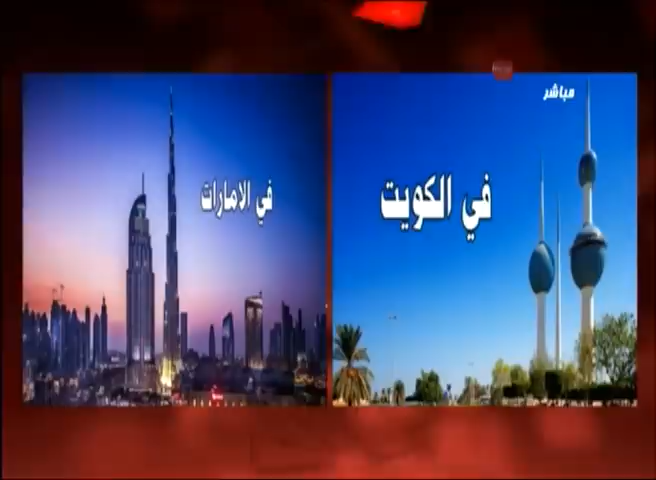 مباشر
في الكويت
في الامارات